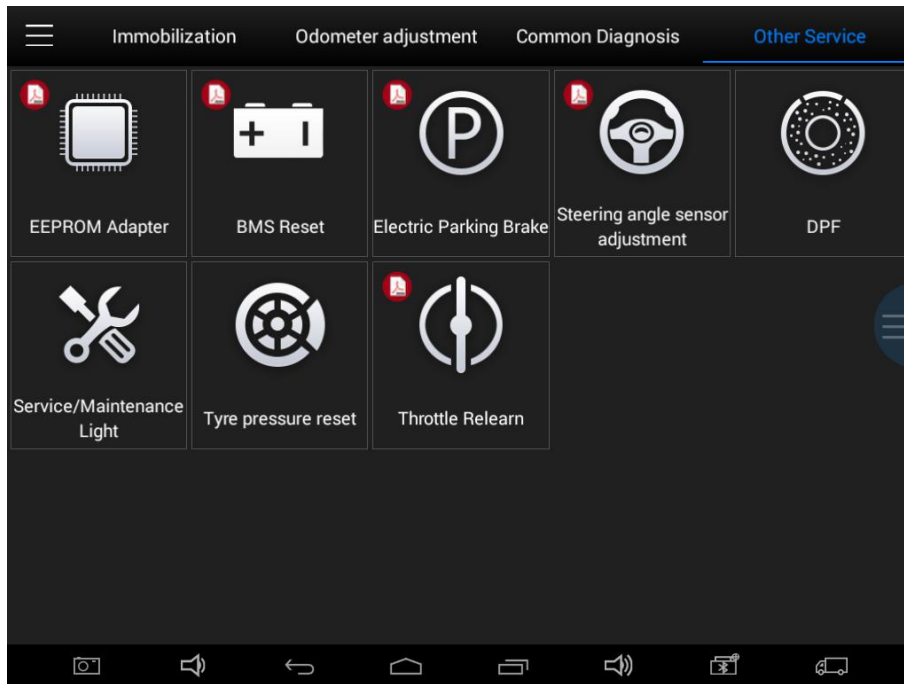 Immobilization
Odometer adjustment
Common Diagnosis
Other Service
EEPROM Adapter
BMS Reset
Electric Parking Brake
Steering angle sensor
adjustment
DPF
Service/Maintenance
Light
Tyre pressure reset
Throttle Relearn